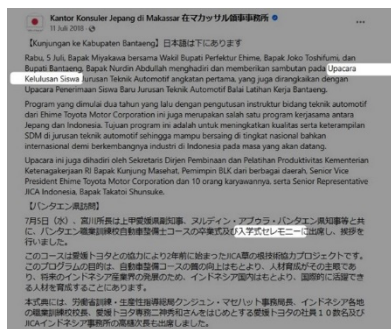 Kantor Konsuler Jepang di Makassar 在マカッサル領事事務所
11 Juli 2018
【Kunjungan ke Kabupaten Bantaeng】日本語は下にあります
Rabu, 5 Juli, Bapak Miyakawa bersama Wakil Bupati Perfektur Ehime, Bapak Joko Toshifumi, dan
Bupati Bantaeng, Bapak Nurdin Abdullah menghadiri dan memberikan sambutan pada Upacara
Kelulusan Siswa Jurusan Teknik Automotif angkatan pertama, yang juga dirangkaikan dengan
Upacara Penerimaan Siswa Baru Jurusan Teknik Automotif Balai Latihan Kerja Bantaeng.
Program yang dimulai dua tahun yang lalu dengan pengutusan instruktur bidang teknik automotif
dari Ehime Toyota Motor Corporation ini juga merupakan salah satu program kerjasama antara
Jepang dan Indonesia. Tujuan program ini adalah untuk meningkatkan kualitas serta keterampilan
SDM di jurusan teknik automotif sehingga mampu bersaing di tingkat nasional bahkan
internasional demi berkembangnya industri di Indonesia pada masa yang akan datang.
Upacara ini juga dihadiri oleh Sekretaris Dirjen Pembinaan dan Pelatihan Produktivitas Kementerian
Ketenagakerjaan RI Bapak Kunjung Masehat, Pemimpin BLK dari berbagai daerah, Senior Vice
President Ehime Toyota Motor Corporation dan 10 orang karyawannya, serta Senior Representative
JICA Indonesia, Bapak Takatoi Shunsuke.
【バンタエン県訪問】
7月5日（水）、宮川所長は上甲愛媛県副知事、ヌルディン・アブドゥラ・バンタエン県知事等と共
に、バンタエン職業訓練校自動車整備士コースの卒業式及び入学式セレモニーに出席し、挨拶を
行いました。
このコースは愛媛トヨタとの協力により2年前に始まったJICA草の根技術協力プロジェクトです。
このプログラムの目的は、自動車整備コースの質の向上はもとより、人材育成がその主眼であ
り、将来のインドネシア産業界の発展のため、インドネシア国内はもとより、国際的に活躍でき
る人材を育成することにあります。
本式典には、労働省訓練・生産性指導総局クンジュン・マセハット事務局長、インドネシア各地
の職業訓練校校長、愛媛トヨタ専務二神秀和さんをはじめとする愛媛トヨタの社員１０数名及び
JICAインドネシア事務所の高樋次長も出席しました。